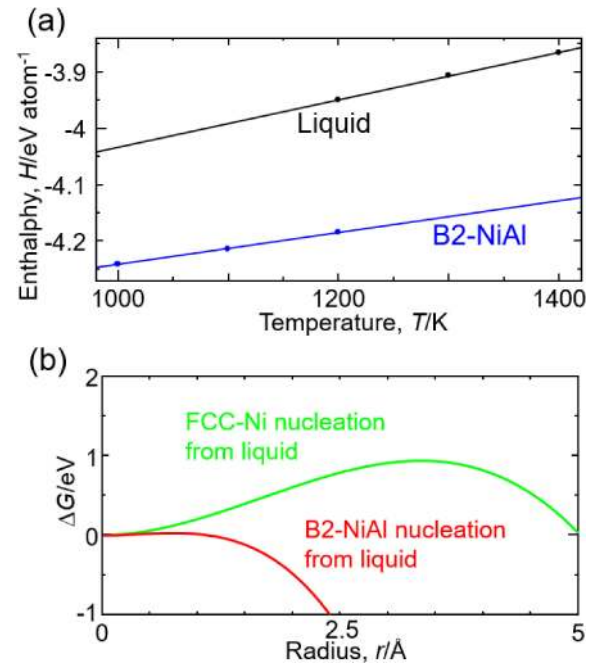 (a)
Enthalphy, H/eV atom⁻¹
-3.9
-4
-4.1
-4.2
Liquid
B2-NiAl
1000
1200
1400
Temperature, T/K
(b)
ΔG/eV
2
1
0
-1
FCC-Ni nucleation
from liquid
B2-NiAl nucleation
from liquid
0
2.5
5
Radius, r/Å